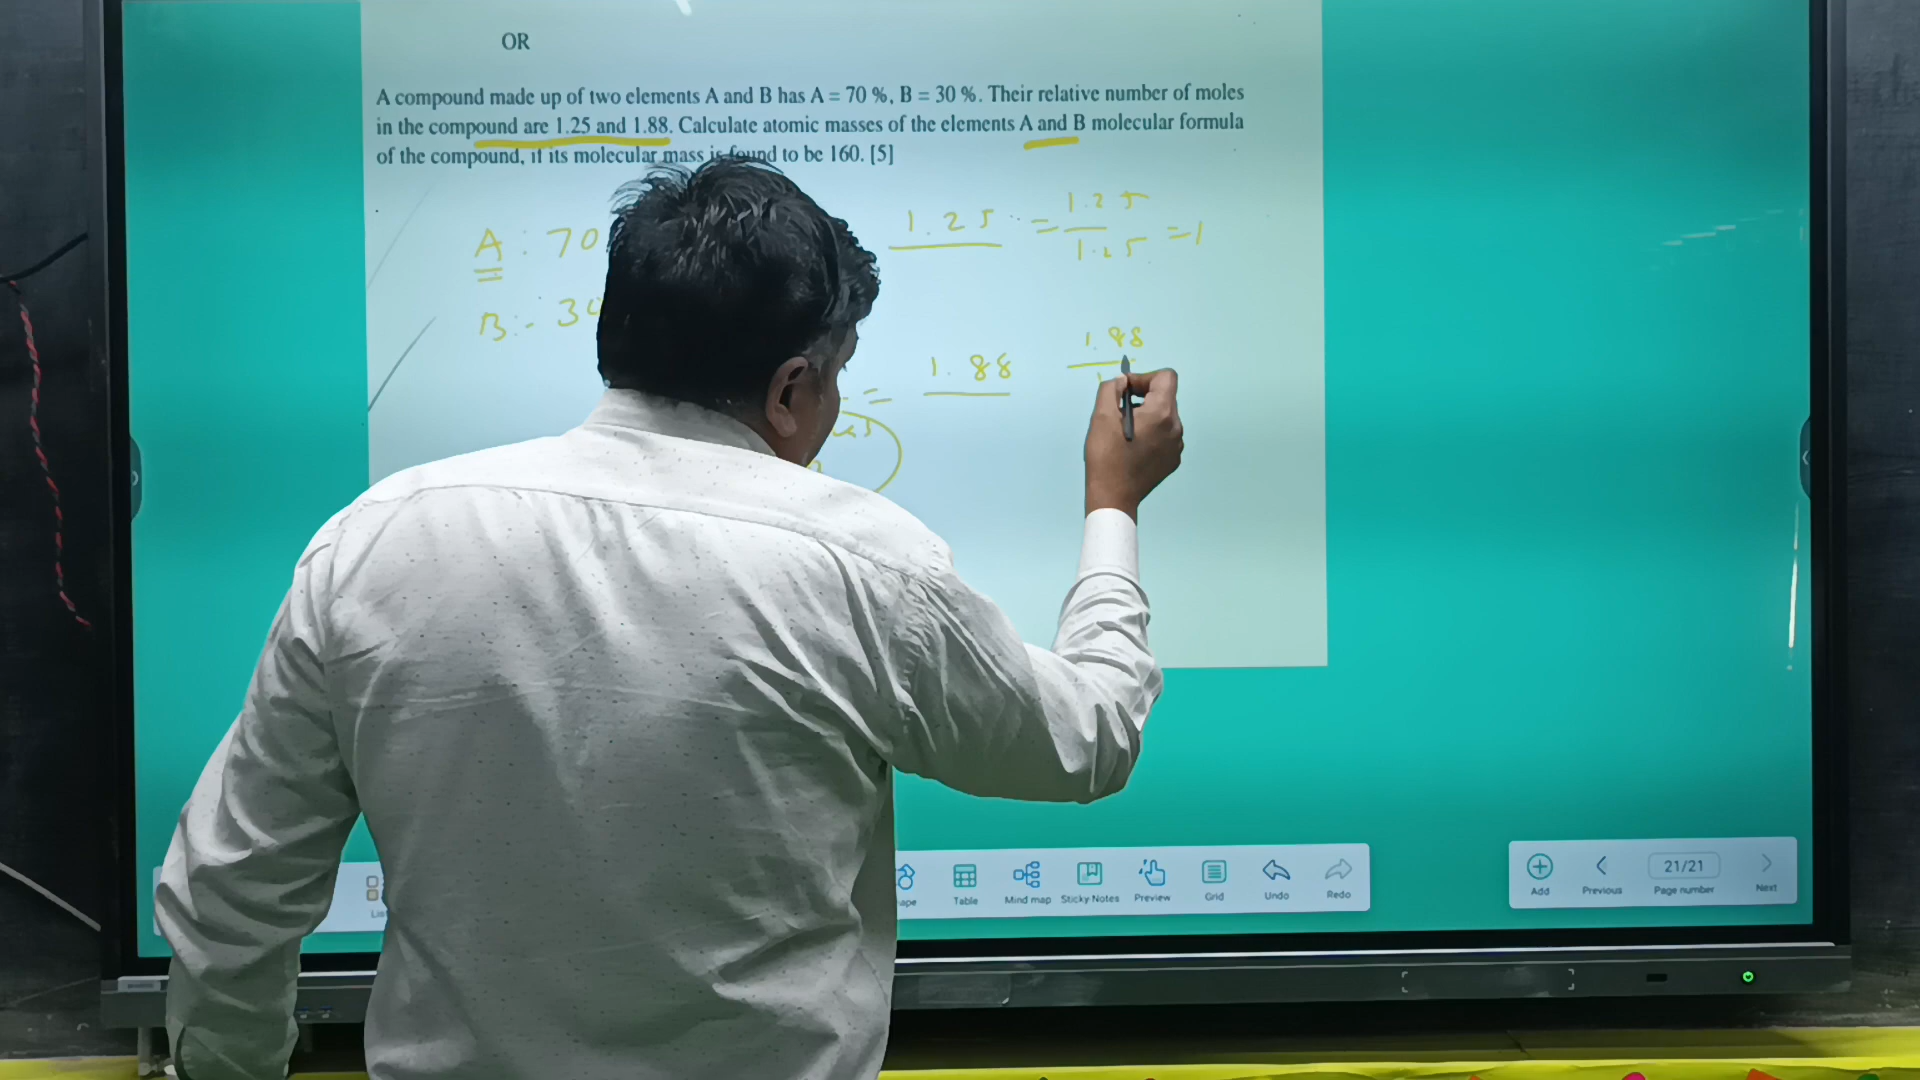 OR
A compound made up of two elements A and B has A = 70 %, B = 30 %. Their relative number of moles
in the compound are 1.25 and 1.88. Calculate atomic masses of the elements A and B molecular formula
of the compound, if its molecular mass is found to be 160. [5]
A : 70
1.25 = 1.25 / 1.25 = 1
B :- 30
= 1.88
1.88
Table
Mind map
Sticky Notes
Preview
Grid
Undo
Redo
Add
Previous
21/21
Page number
Next